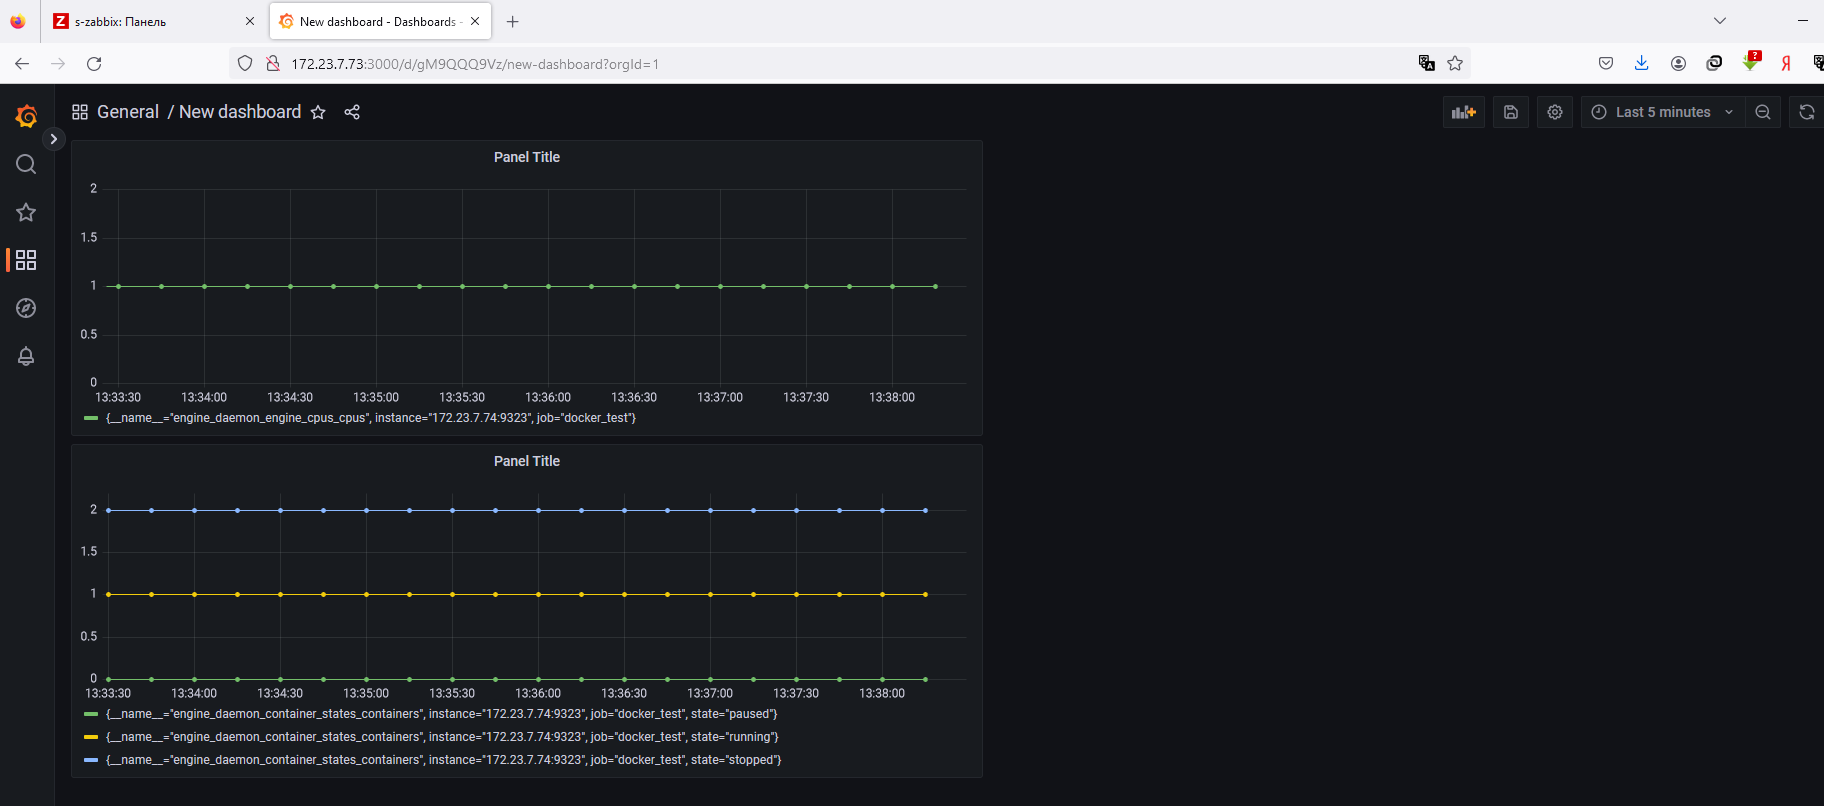 s-zabbix: Панель
New dashboard - Dashboards -
172.23.7.73:3000/d/gM9QQQ9Vz/new-dashboard?orgId=1
General / New dashboard
Last 5 minutes
Panel Title
2
1.5
1
0.5
0
13:33:30 13:34:00 13:34:30 13:35:00 13:35:30 13:36:00 13:36:30 13:37:00 13:37:30 13:38:00
{__name__="engine_daemon_engine_cpus_cpus", instance="172.23.7.74:9323", job="docker_test"}
Panel Title
2
1.5
1
0.5
0
13:33:30 13:34:00 13:34:30 13:35:00 13:35:30 13:36:00 13:36:30 13:37:00 13:37:30 13:38:00
{__name__="engine_daemon_container_states_containers", instance="172.23.7.74:9323", job="docker_test", state="paused"}
{__name__="engine_daemon_container_states_containers", instance="172.23.7.74:9323", job="docker_test", state="running"}
{__name__="engine_daemon_container_states_containers", instance="172.23.7.74:9323", job="docker_test", state="stopped"}